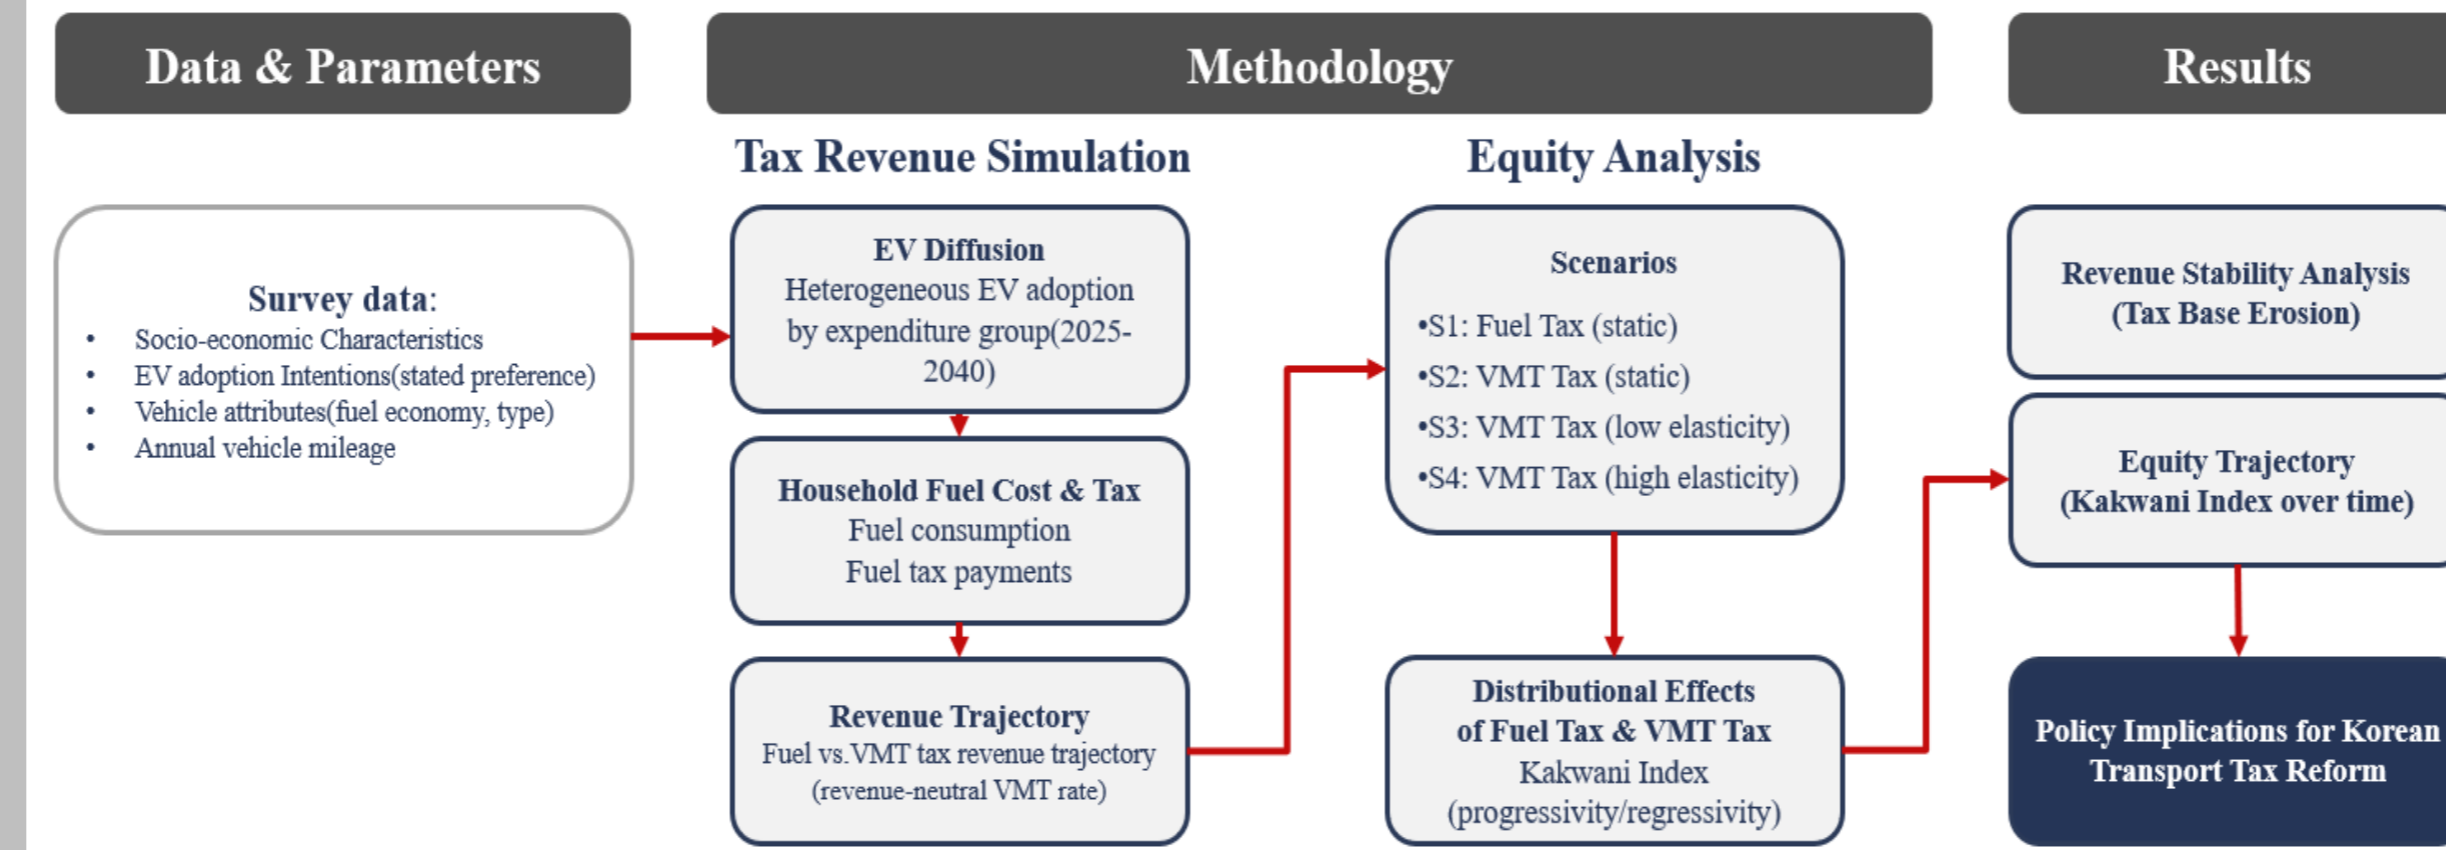 Data & Parameters
Methodology
Results
Tax Revenue Simulation
Equity Analysis
Survey data:
• Socio-economic Characteristics
• EV adoption Intentions(stated preference)
• Vehicle attributes(fuel economy, type)
• Annual vehicle mileage
EV Diffusion
Heterogeneous EV adoption
by expenditure group(2025-
2040)
Household Fuel Cost & Tax
Fuel consumption
Fuel tax payments
Revenue Trajectory
Fuel vs.VMT tax revenue trajectory
(revenue-neutral VMT rate)
Scenarios
•S1: Fuel Tax (static)
•S2: VMT Tax (static)
•S3: VMT Tax (low elasticity)
•S4: VMT Tax (high elasticity)
Distributional Effects
of Fuel Tax & VMT Tax
Kakwani Index
(progressivity/regressivity)
Revenue Stability Analysis
(Tax Base Erosion)
Equity Trajectory
(Kakwani Index over time)
Policy Implications for Korean
Transport Tax Reform